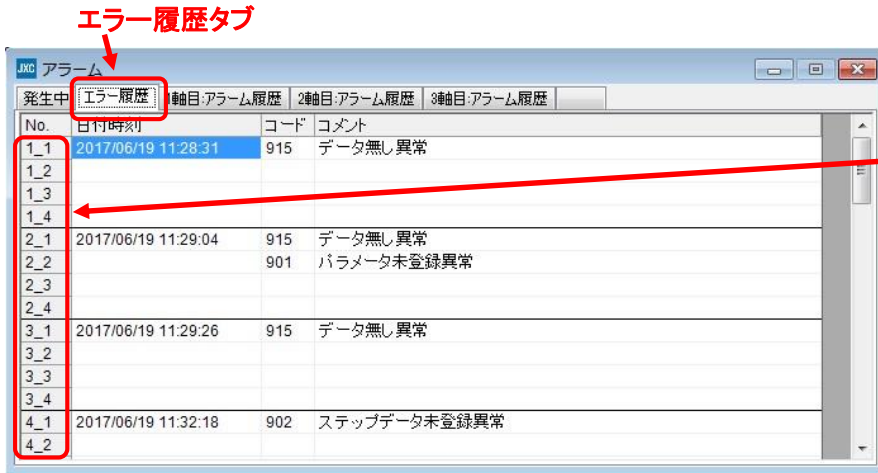 エラー履歴タブ
JXC アラーム
発生中 エラー履歴 1軸目:アラーム履歴 2軸目:アラーム履歴 3軸目:アラーム履歴
No. 日付時刻 コード コメント
1_1 2017/06/19 11:28:31 915 データ無し異常
1_2
1_3
1_4
2_1 2017/06/19 11:29:04 915 データ無し異常
2_2 901 パラメータ未登録異常
2_3
2_4
3_1 2017/06/19 11:29:26 915 データ無し異常
3_2
3_3
3_4
4_1 2017/06/19 11:32:18 902 ステップデータ未登録異常
4_2